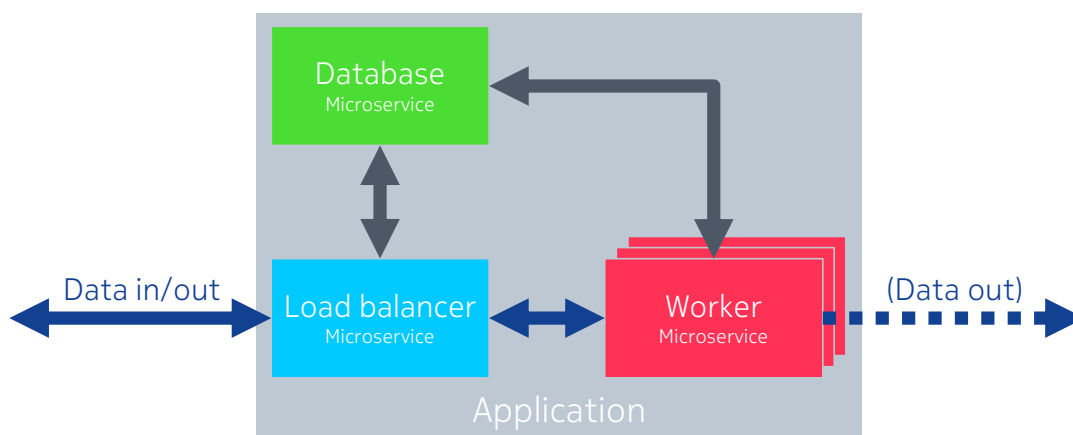 Database
Microservice
Data in/out
Load balancer
Microservice
Worker
Microservice
(Data out)
Application